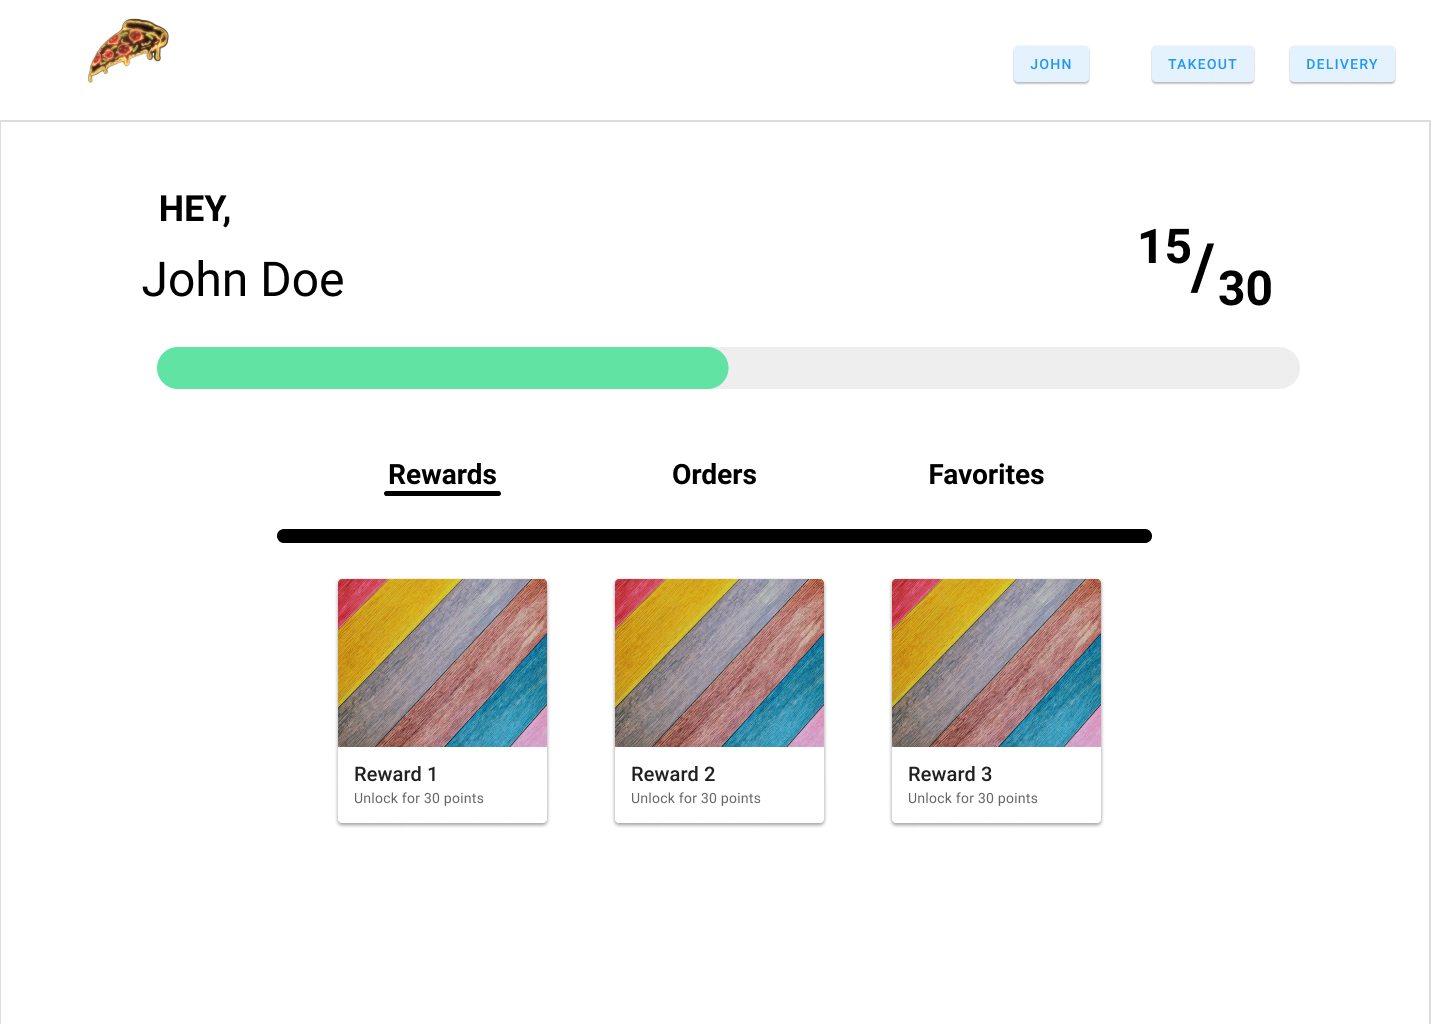 JOHN TAKEOUT DELIVERY
HEY,
John Doe
15/30
Rewards Orders Favorites
Reward 1
Unlock for 30 points
Reward 2
Unlock for 30 points
Reward 3
Unlock for 30 points